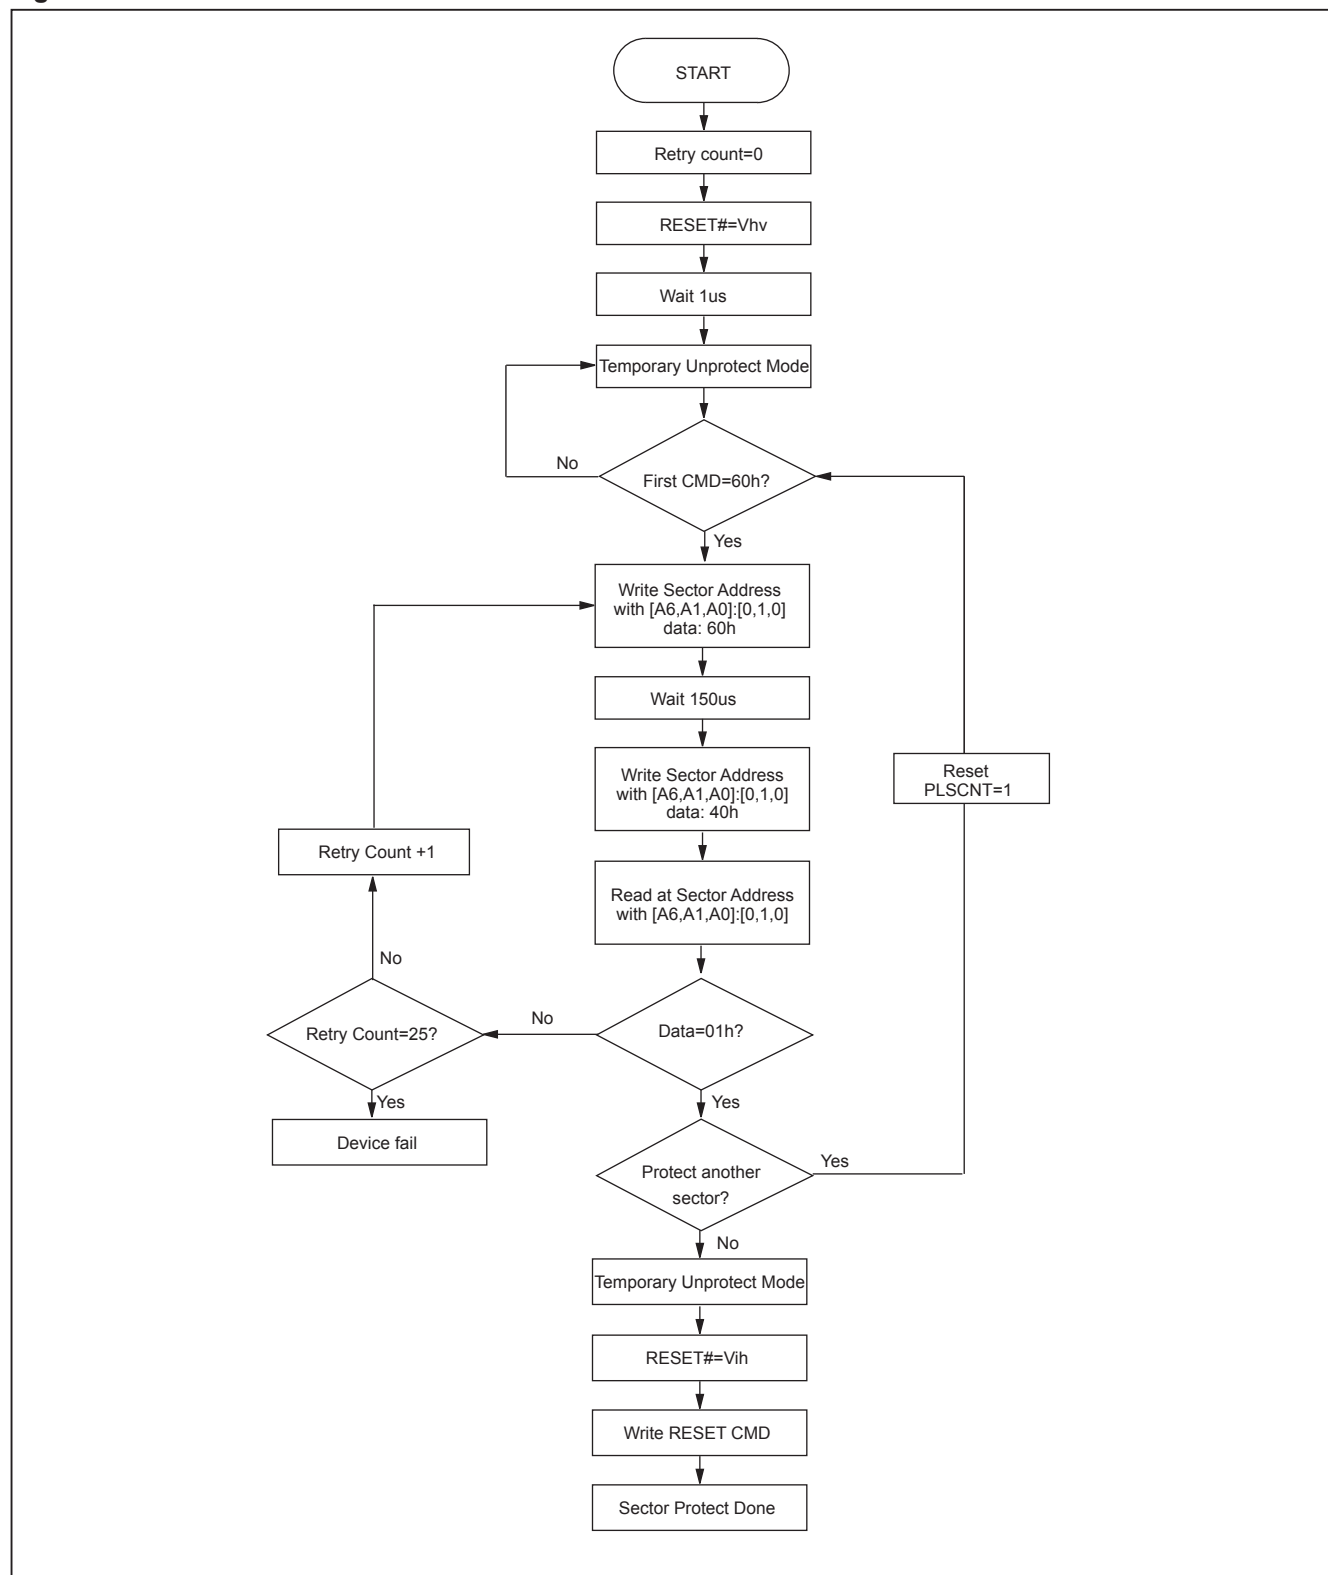 START
Retry count=0
RESET#=Vhv
Wait 1us
Temporary Unprotect Mode
No
First CMD=60h?
Yes
Write Sector Address
with [A6,A1,A0]:[0,1,0]
data: 60h
Wait 150us
Write Sector Address
with [A6,A1,A0]:[0,1,0]
data: 40h
Reset
PLSCNT=1
Retry Count +1
Read at Sector Address
with [A6,A1,A0]:[0,1,0]
No
Retry Count=25?
No
Data=01h?
Yes
Device fail
Yes
Protect another
sector?
Yes
No
Temporary Unprotect Mode
RESET#=Vih
Write RESET CMD
Sector Protect Done